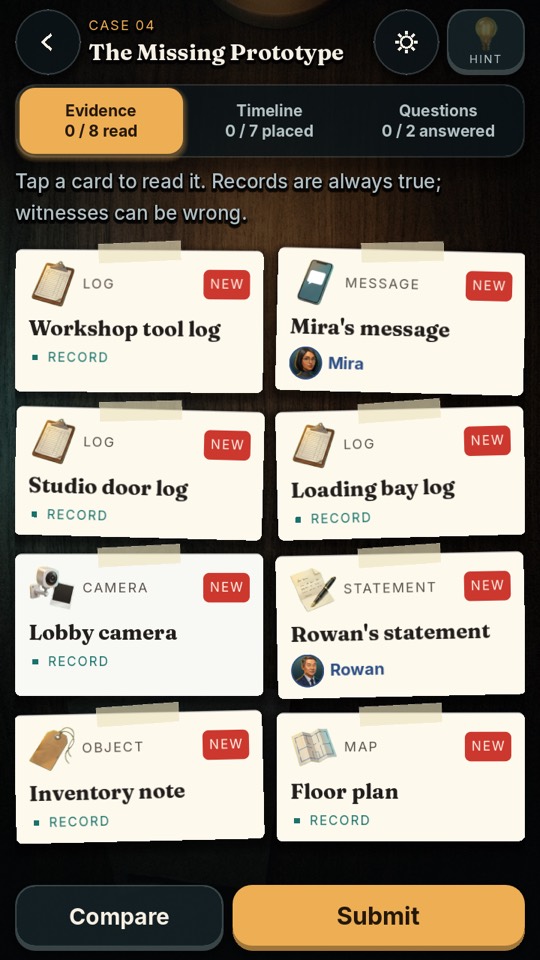 CASE 04
The Missing Prototype
HINT
Evidence
0 / 8 read
Timeline
0 / 7 placed
Questions
0 / 2 answered
Tap a card to read it. Records are always true;
witnesses can be wrong.
LOG
NEW
Workshop tool log
RECORD
MESSAGE
NEW
Mira's message
Mira
LOG
NEW
Studio door log
RECORD
LOG
NEW
Loading bay log
RECORD
CAMERA
NEW
Lobby camera
RECORD
STATEMENT
NEW
Rowan's statement
Rowan
OBJECT
NEW
Inventory note
RECORD
MAP
NEW
Floor plan
RECORD
Compare
Submit